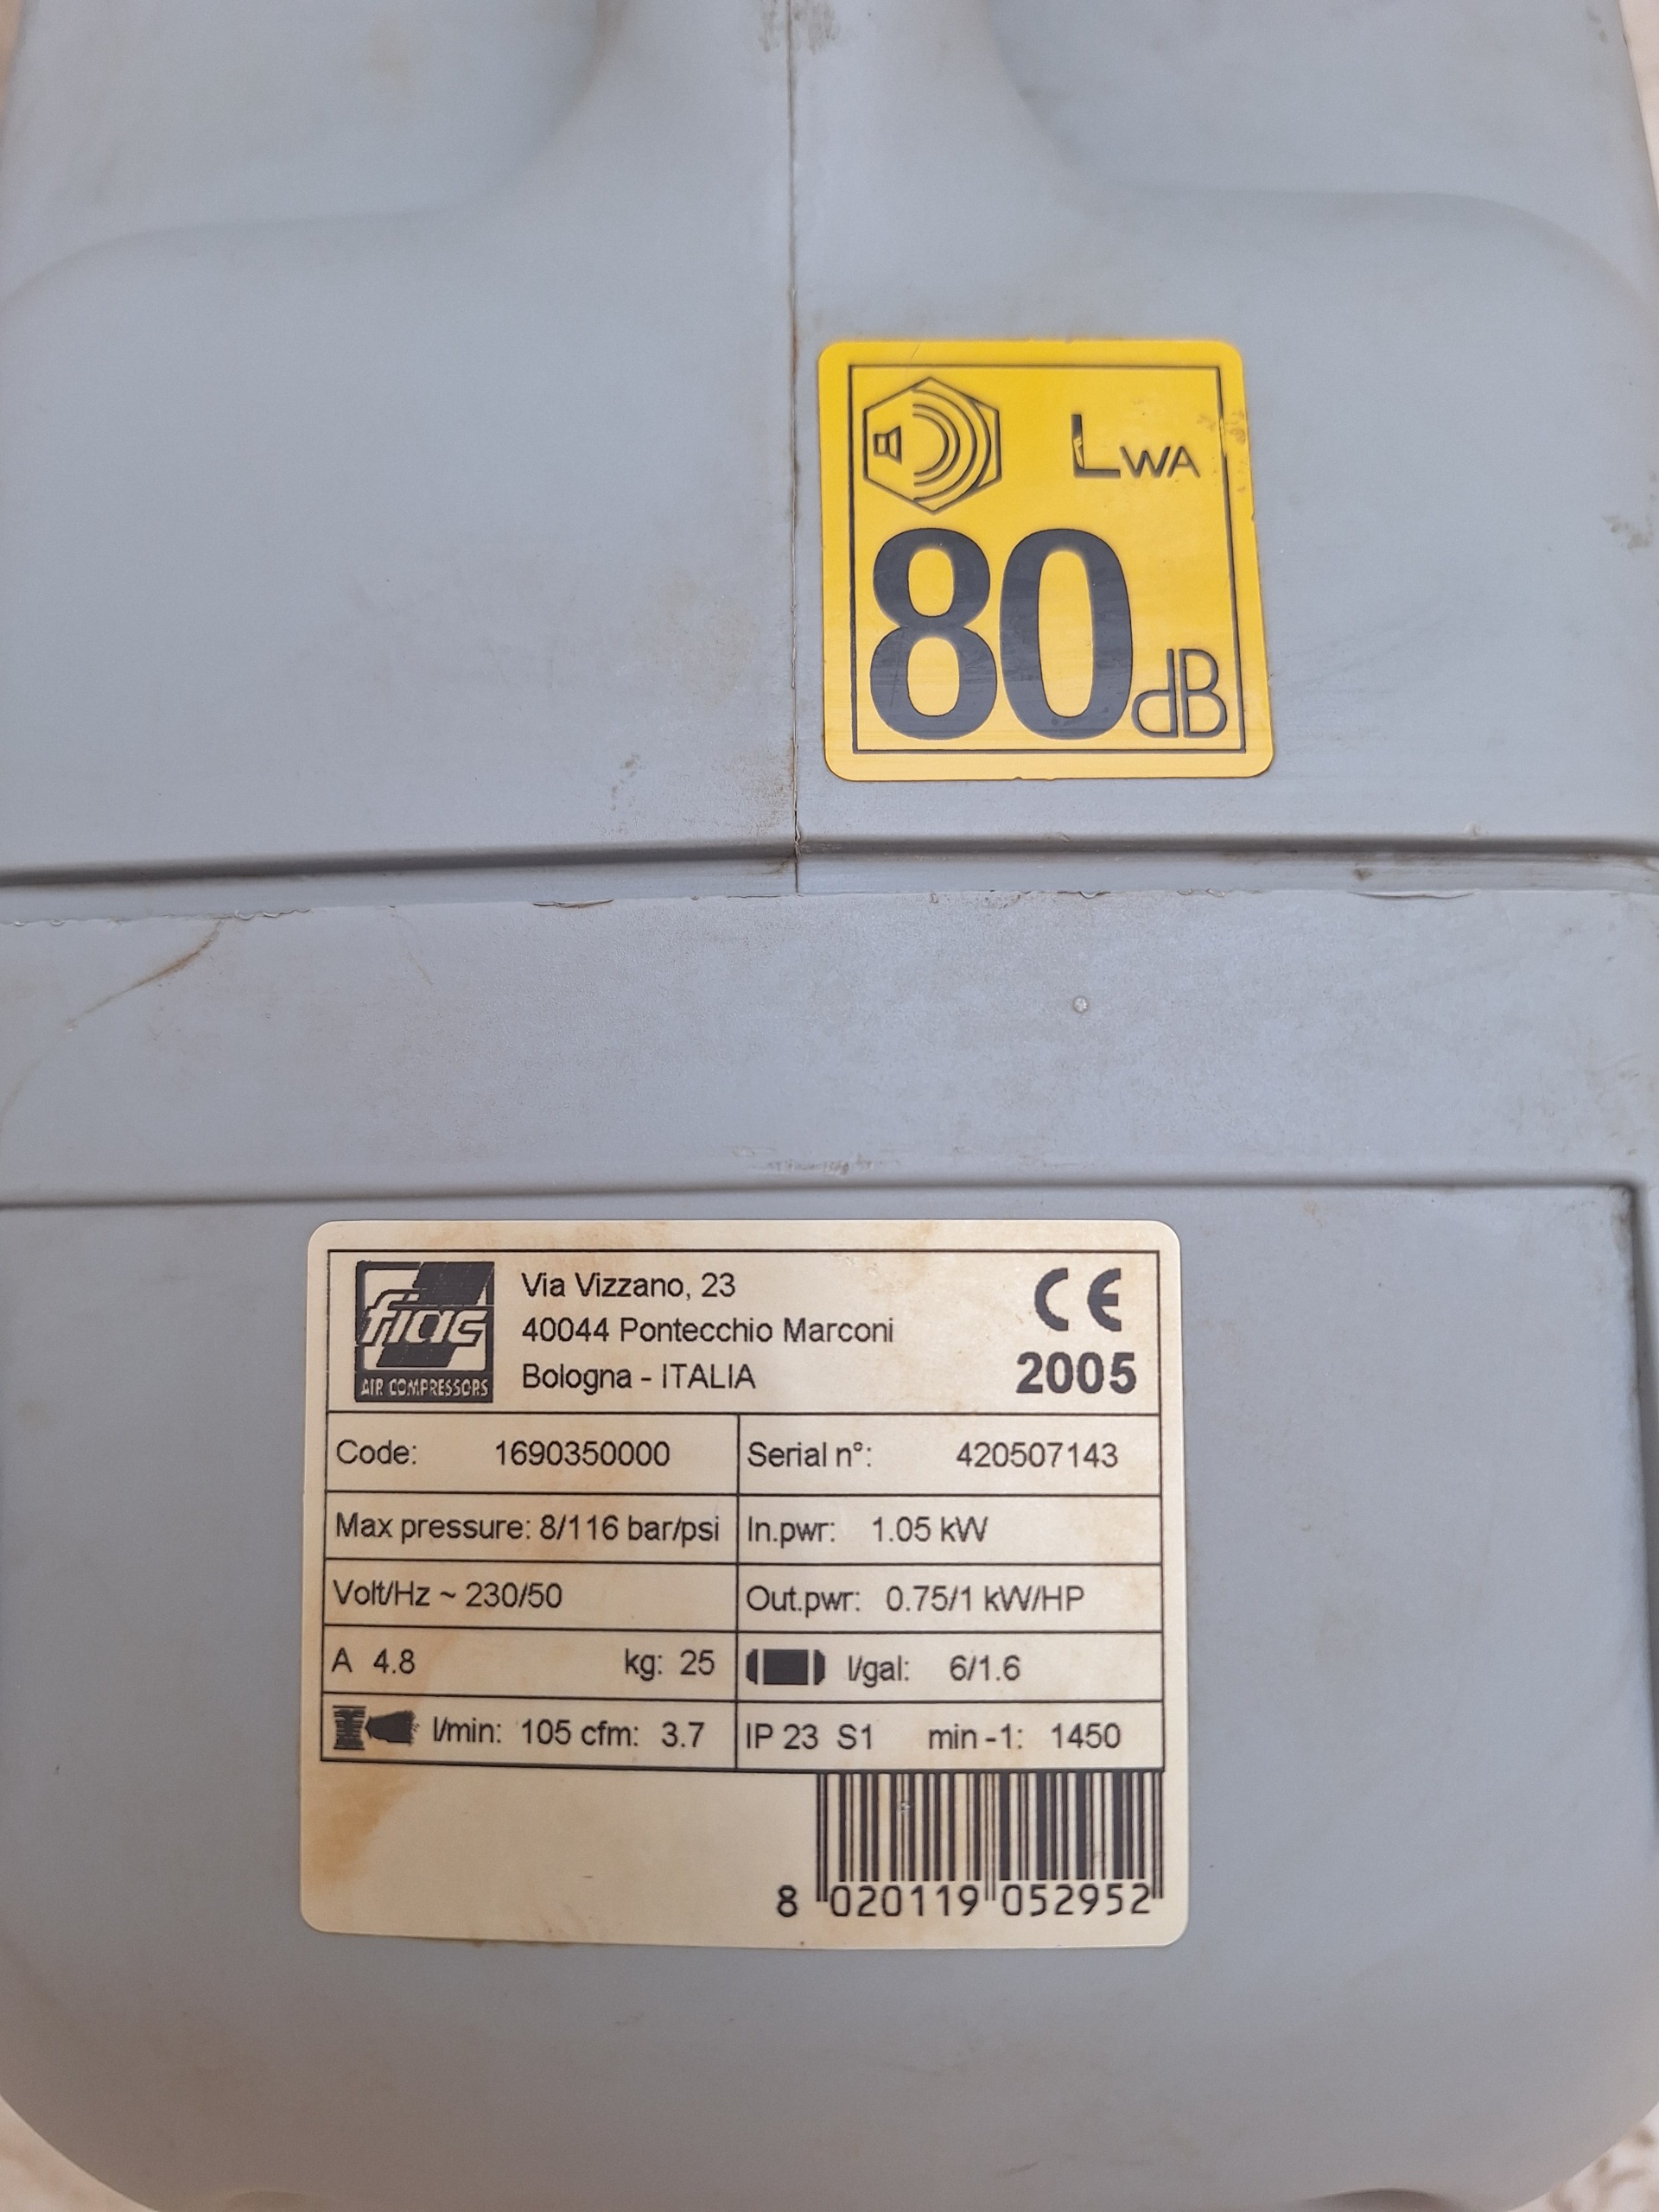 LWA
80 dB
fiac
AIR COMPRESSORS
Via Vizzano, 23
40044 Pontecchio Marconi
Bologna - ITALIA
CE
2005
Code: 1690350000
Serial n°: 420507143
Max pressure: 8/116 bar/psi
In.pwr: 1.05 kW
Volt/Hz ~ 230/50
Out.pwr: 0.75/1 kW/HP
A 4.8 kg: 25
l/gal: 6/1.6
l/min: 105 cfm: 3.7
IP 23 S1 min -1: 1450
8 020119 052952